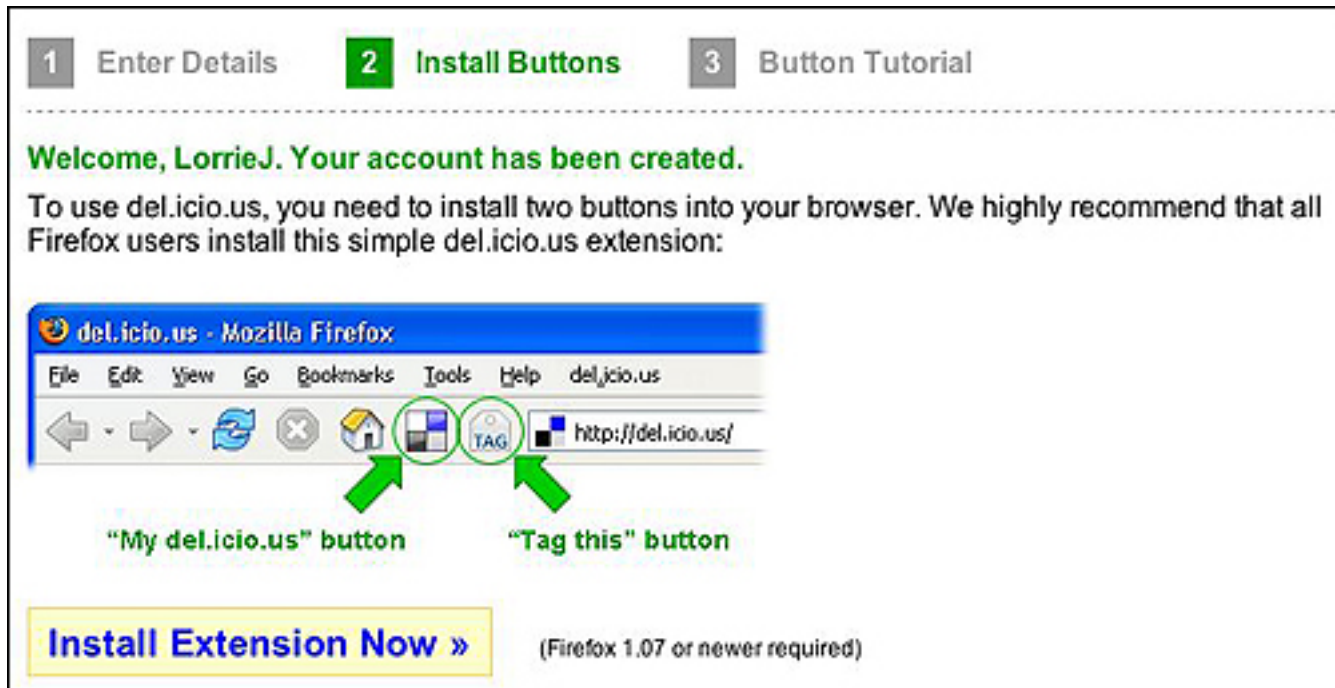 1 Enter Details 2 Install Buttons 3 Button Tutorial
Welcome, LorrieJ. Your account has been created.
To use del.icio.us, you need to install two buttons into your browser. We highly recommend that all
Firefox users install this simple del.icio.us extension:
del.icio.us - Mozilla Firefox
File Edit View Go Bookmarks Tools Help del.icio.us
TAG http://del.icio.us/
“My del.icio.us” button “Tag this” button
Install Extension Now » (Firefox 1.07 or newer required)